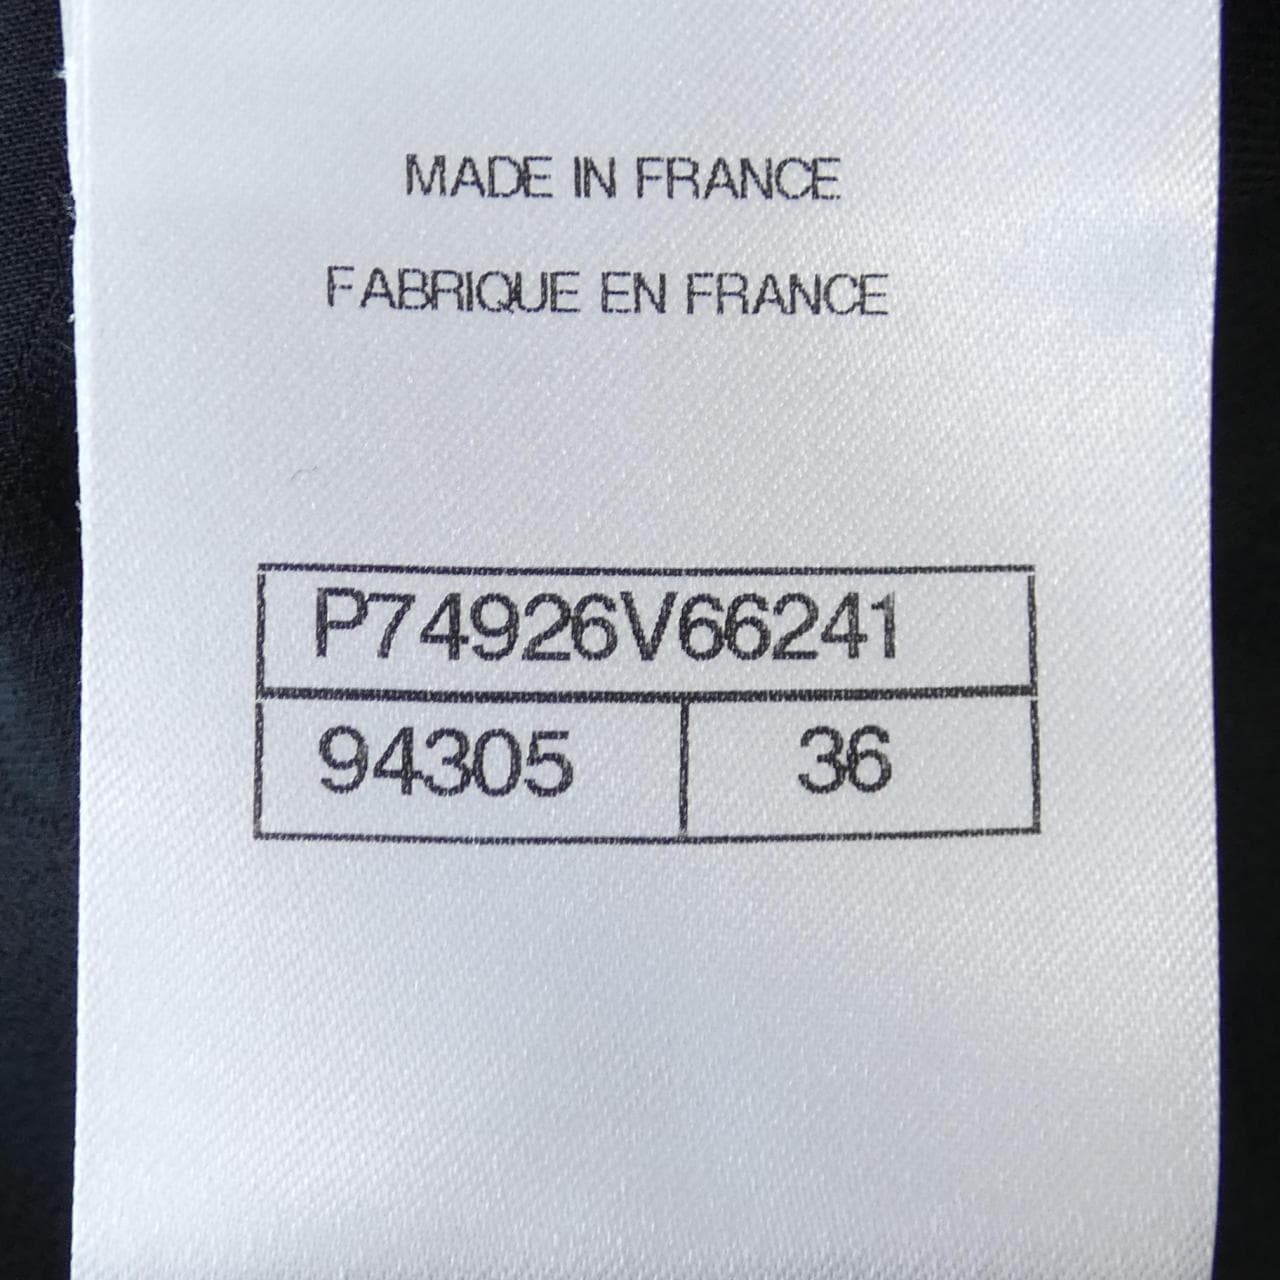 MADE IN FRANCE
FABRIQUE EN FRANCE
P74926V66241
94305 36